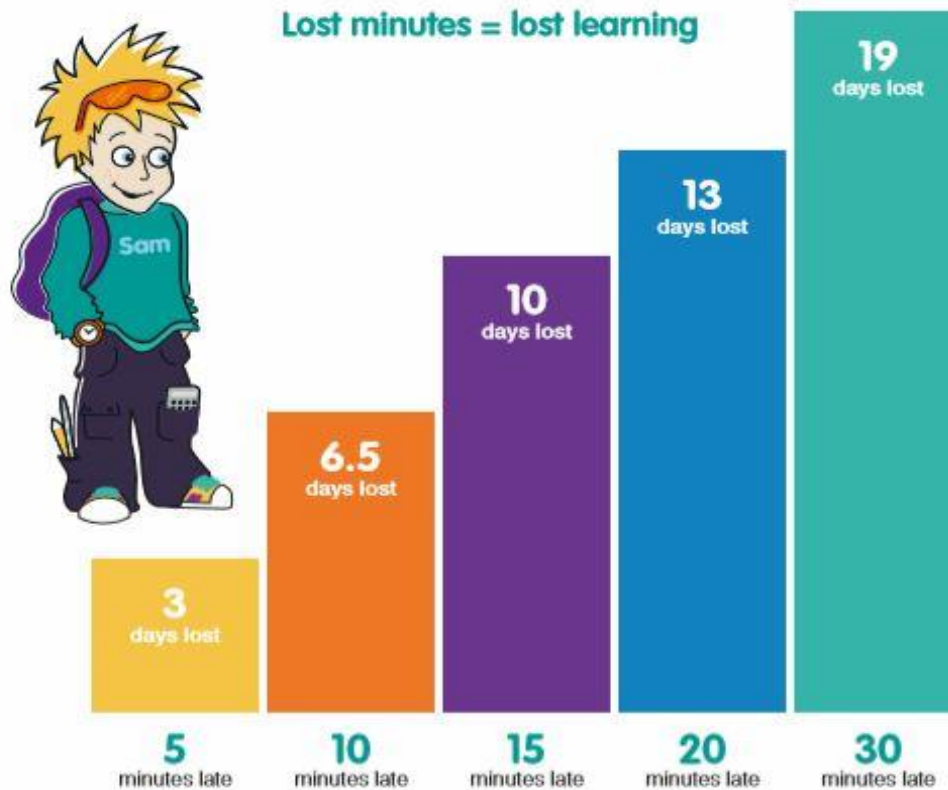 Lost minutes = lost learning
Sam
3
days lost
6.5
days lost
10
days lost
13
days lost
19
days lost
5
minutes late
10
minutes late
15
minutes late
20
minutes late
30
minutes late